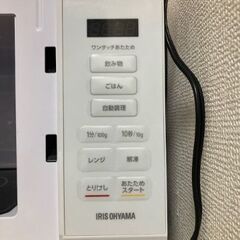 ワンタッチあたため
飲み物
ごはん
自動調理
1分/100g 10秒/10g
レンジ 解凍
とりけし あたためスタート
IRIS OHYAMA